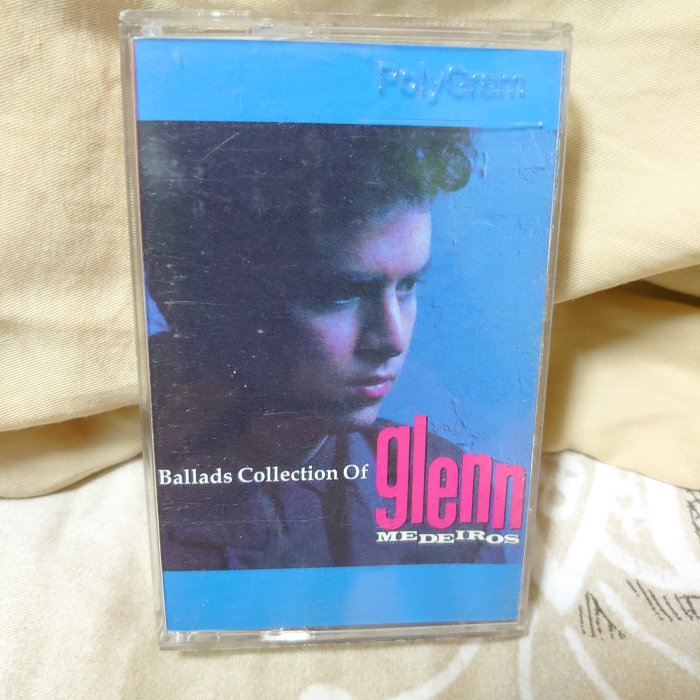 PolyGram
Ballads Collection Of
glenn
MEDEIROS